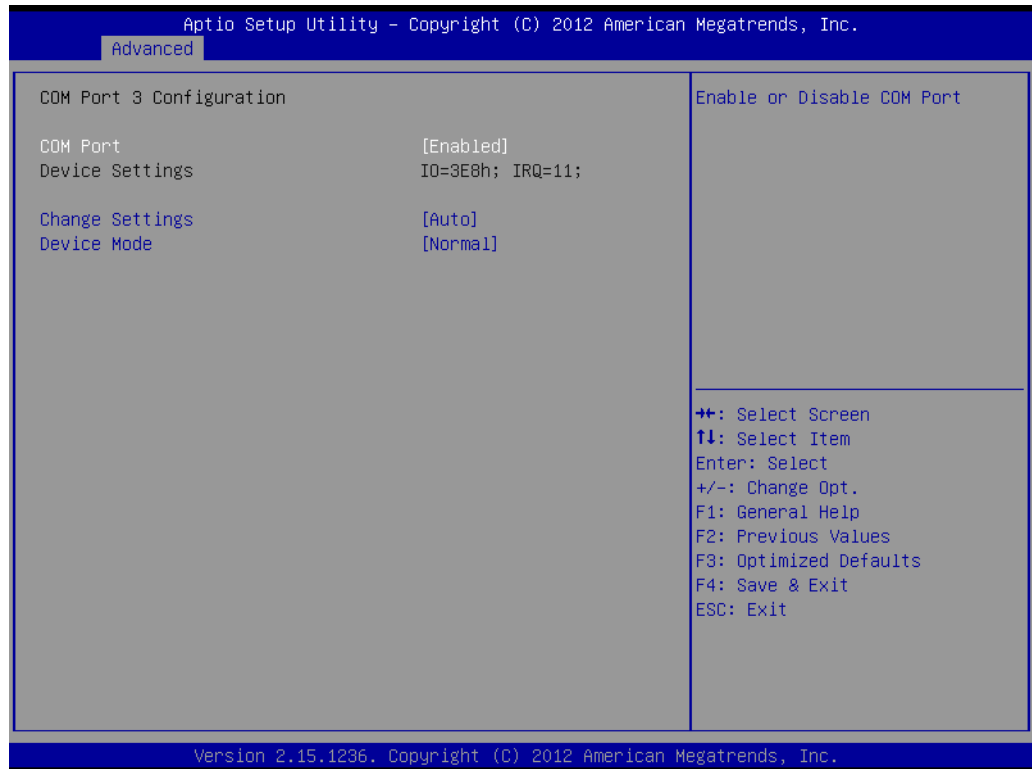 Aptio Setup Utility – Copyright (C) 2012 American Megatrends, Inc.
Advanced
COM Port 3 Configuration
COM Port [Enabled]
Device Settings IO=3E8h; IRQ=11;
Change Settings [Auto]
Device Mode [Normal]
Enable or Disable COM Port
→←: Select Screen
↑↓: Select Item
Enter: Select
+/-: Change Opt.
F1: General Help
F2: Previous Values
F3: Optimized Defaults
F4: Save & Exit
ESC: Exit
Version 2.15.1236. Copyright (C) 2012 American Megatrends, Inc.